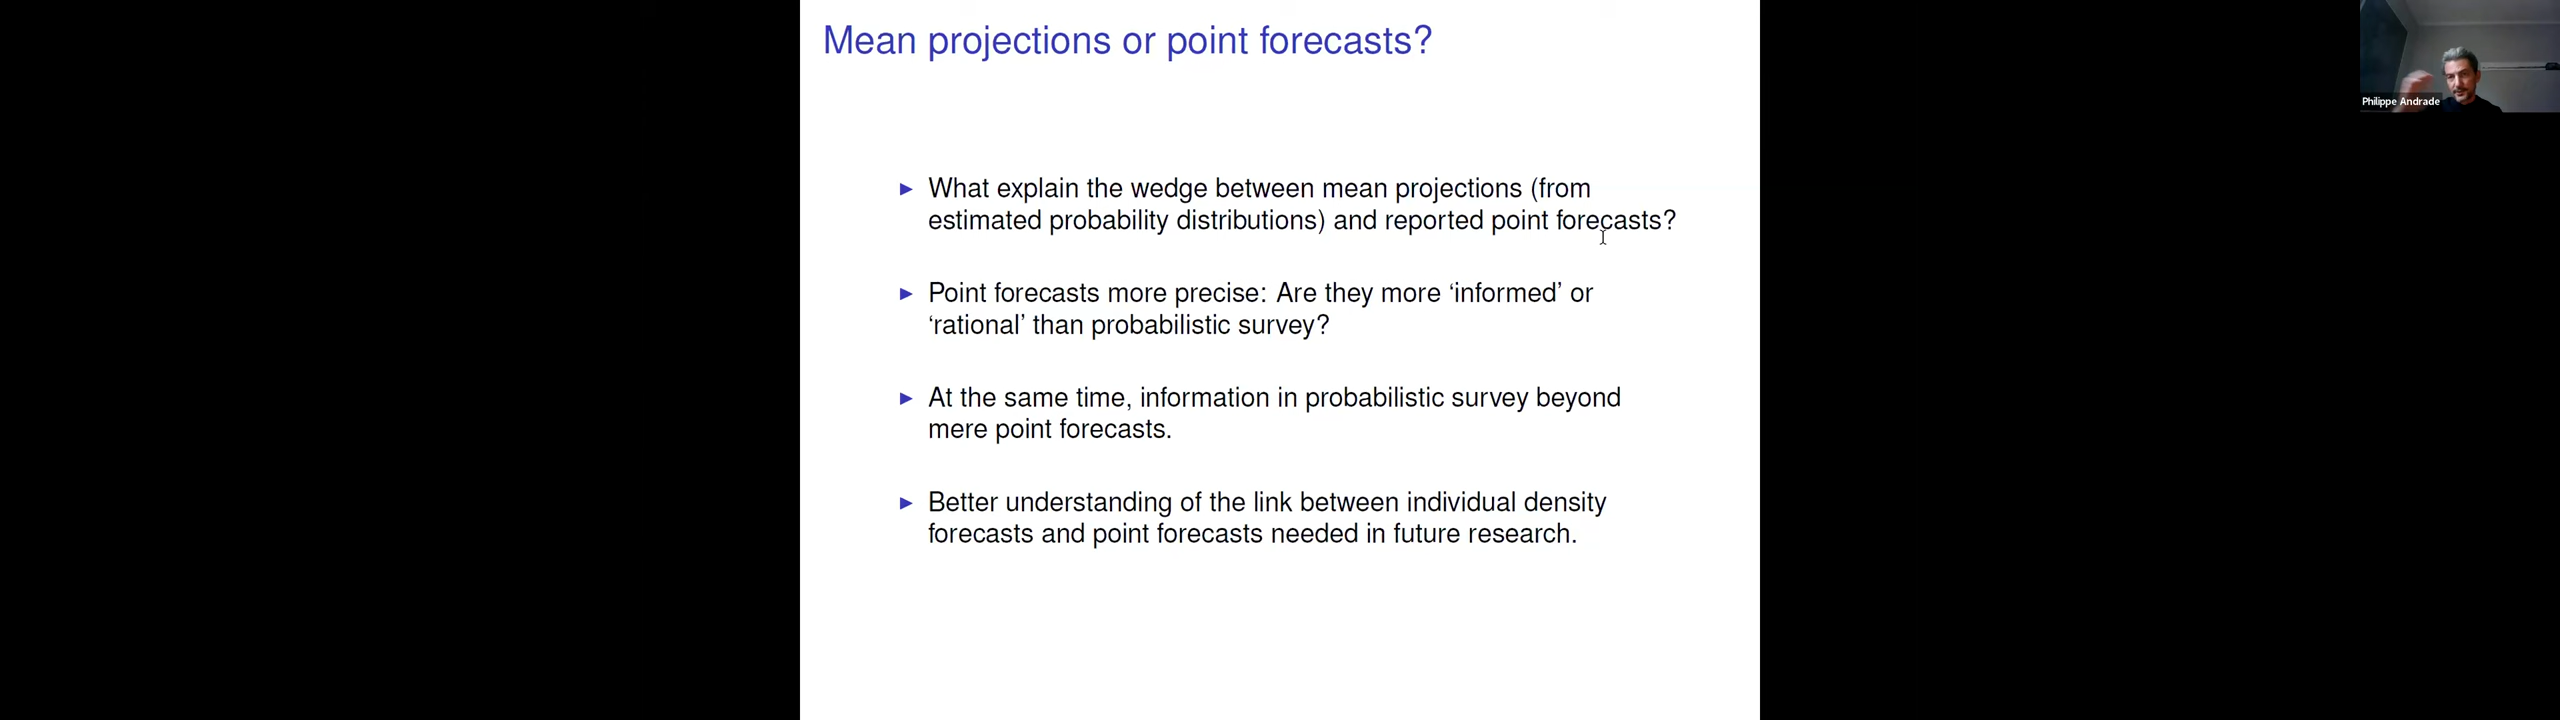 Mean projections or point forecasts?
Philippe Andrade
► What explain the wedge between mean projections (from
estimated probability distributions) and reported point forecasts?
► Point forecasts more precise: Are they more ‘informed’ or
‘rational’ than probabilistic survey?
► At the same time, information in probabilistic survey beyond
mere point forecasts.
► Better understanding of the link between individual density
forecasts and point forecasts needed in future research.